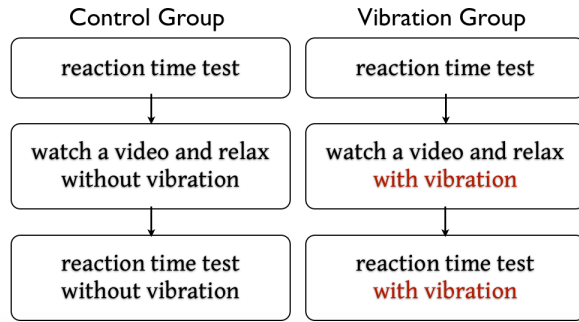 Control Group
reaction time test
watch a video and relax
without vibration
reaction time test
without vibration
Vibration Group
reaction time test
watch a video and relax
with vibration
reaction time test
with vibration